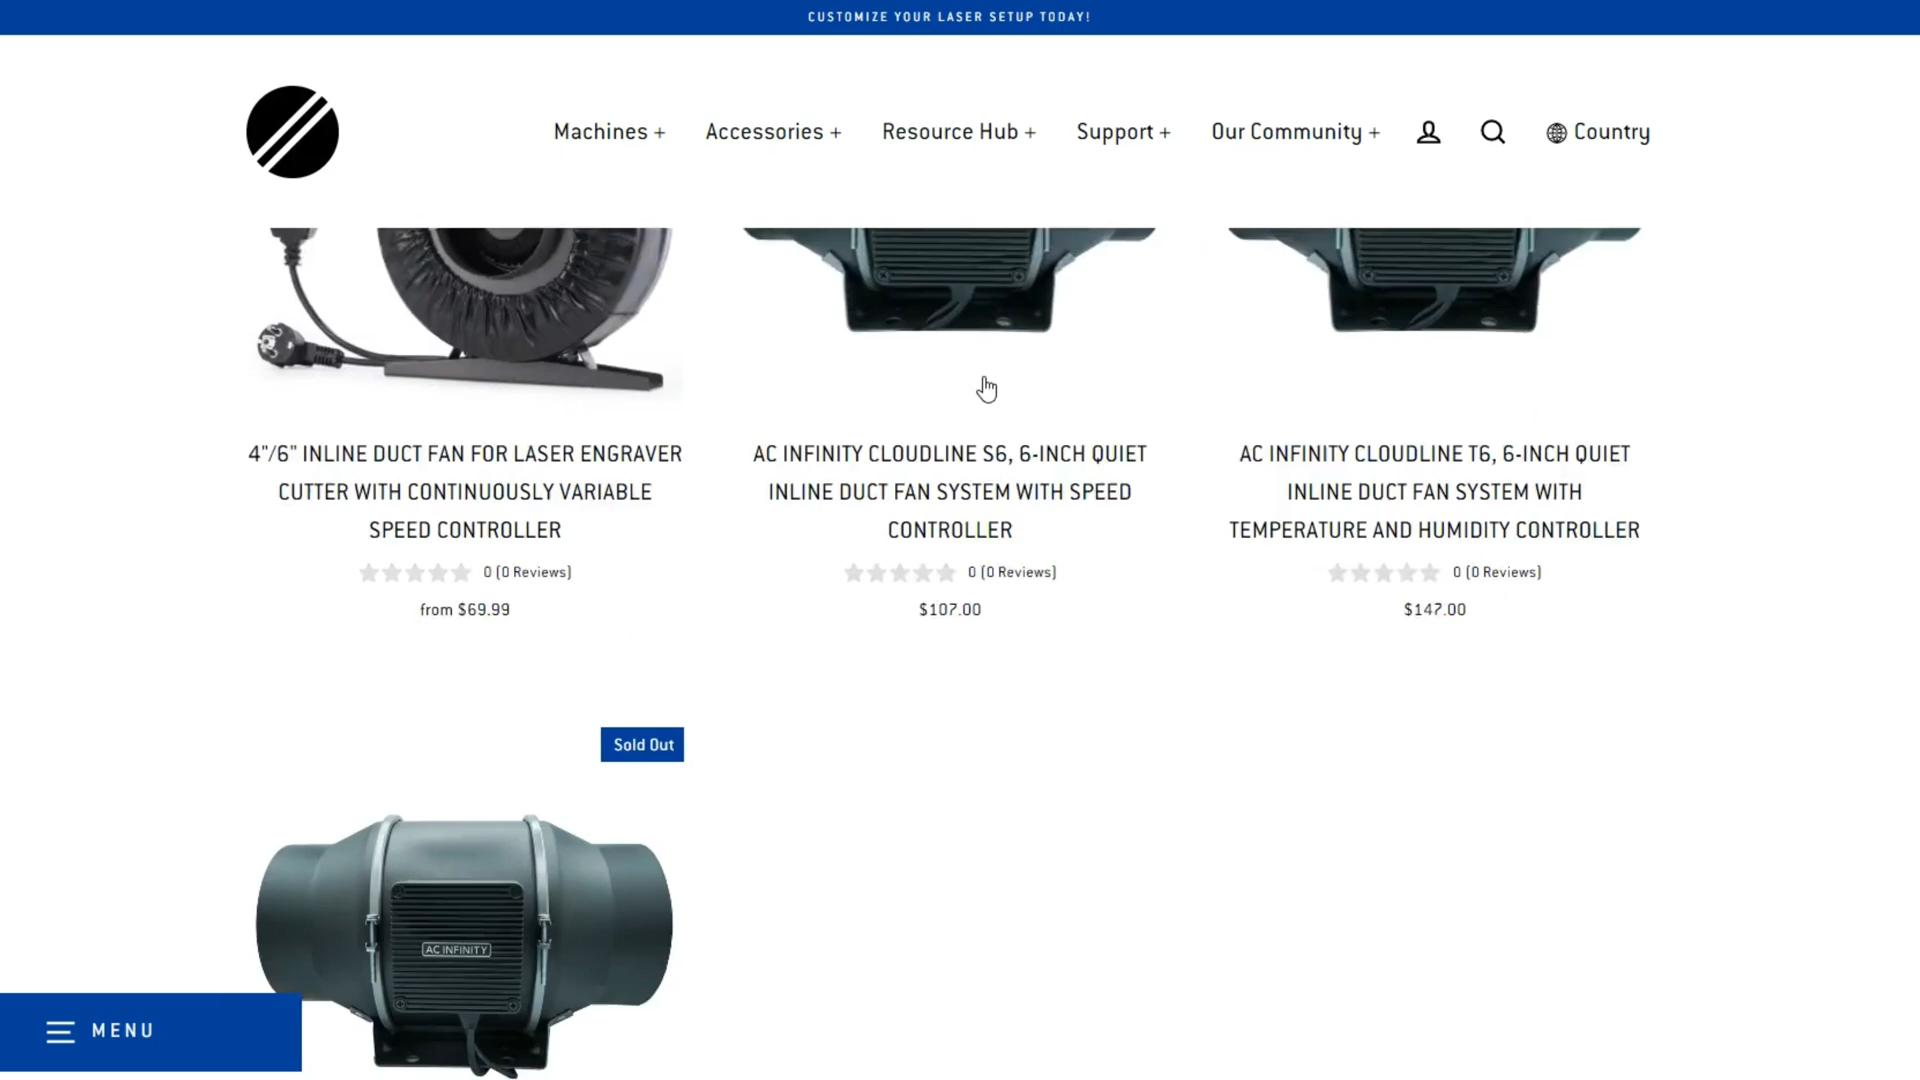 CUSTOMIZE YOUR LASER SETUP TODAY!
Machines + Accessories + Resource Hub + Support + Our Community + Country
4"/6" INLINE DUCT FAN FOR LASER ENGRAVER
CUTTER WITH CONTINUOUSLY VARIABLE
SPEED CONTROLLER
0 (0 Reviews)
from $69.99
AC INFINITY CLOUDLINE S6, 6-INCH QUIET
INLINE DUCT FAN SYSTEM WITH SPEED
CONTROLLER
0 (0 Reviews)
$107.00
AC INFINITY CLOUDLINE T6, 6-INCH QUIET
INLINE DUCT FAN SYSTEM WITH
TEMPERATURE AND HUMIDITY CONTROLLER
0 (0 Reviews)
$147.00
Sold Out
AC INFINITY
MENU